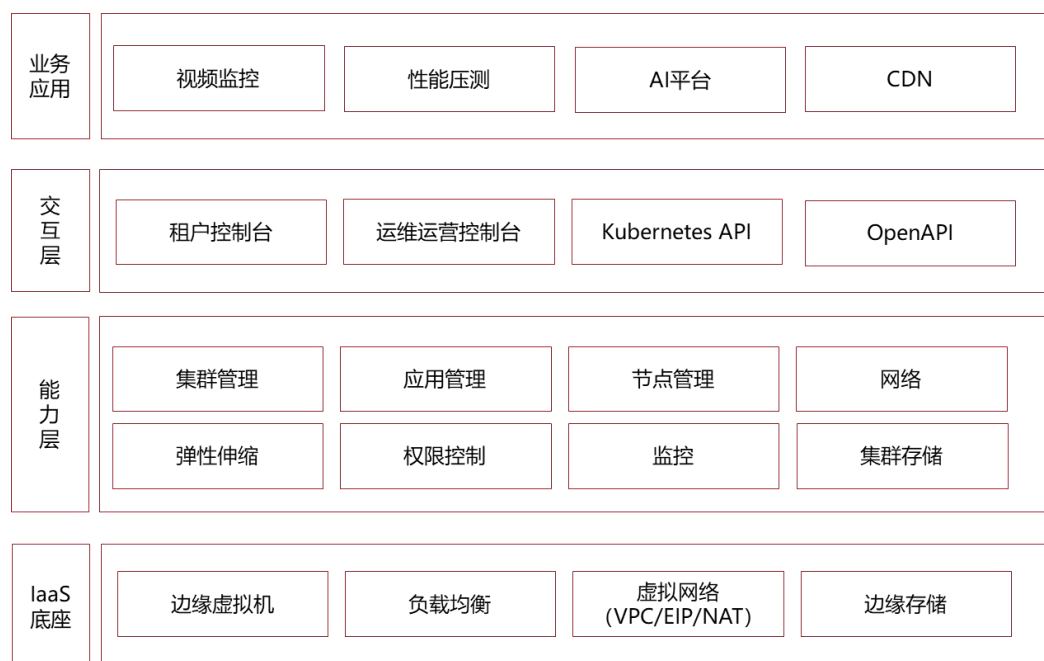 业务
应用
视频监控
性能压测
AI平台
CDN
交
互
层
租户控制台
运维运营控制台
Kubernetes API
OpenAPI
能
力
层
集群管理
应用管理
节点管理
网络
弹性伸缩
权限控制
监控
集群存储
IaaS
底座
边缘虚拟机
负载均衡
虚拟网络
(VPC/EIP/NAT)
边缘存储